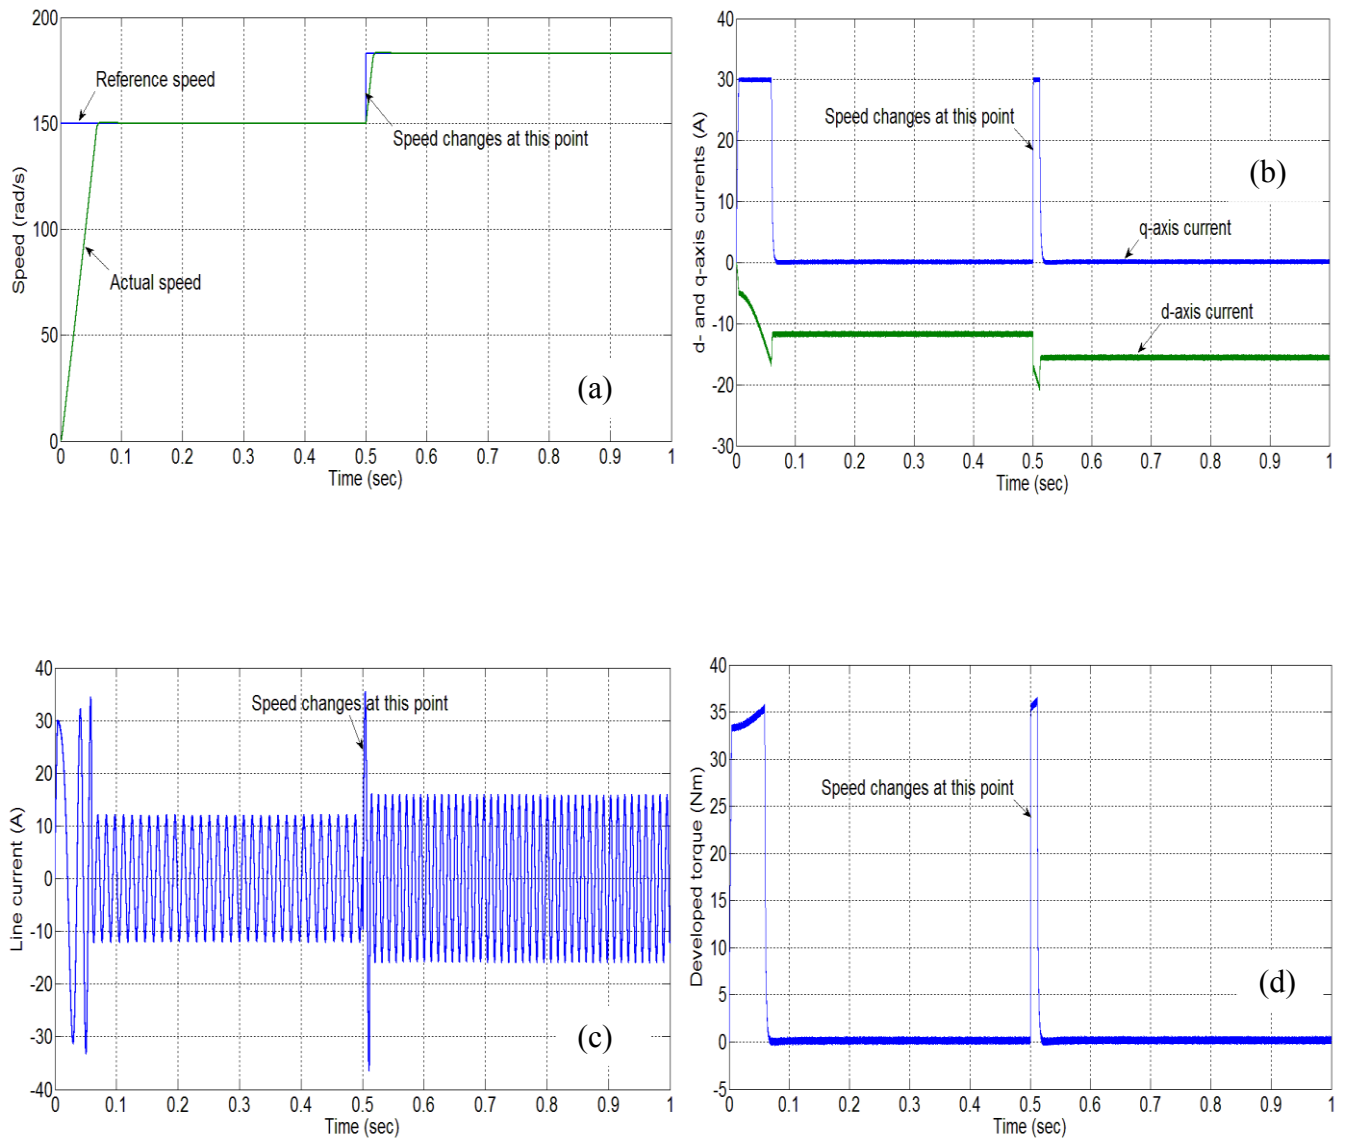 200
150
100
50
0
Speed (rad/s)
Reference speed
Speed changes at this point
Actual speed
(a)
0 0.1 0.2 0.3 0.4 0.5 0.6 0.7 0.8 0.9 1
Time (sec)
40
30
20
10
0
-10
-20
-30
d- and q-axis currents (A)
Speed changes at this point
(b)
q-axis current
d-axis current
0 0.1 0.2 0.3 0.4 0.5 0.6 0.7 0.8 0.9 1
Time (sec)
40
30
20
10
0
-10
-20
-30
-40
Line current (A)
Speed changes at this point
(c)
0 0.1 0.2 0.3 0.4 0.5 0.6 0.7 0.8 0.9 1
Time (sec)
40
35
30
25
20
15
10
5
0
-5
Developed torque (Nm)
Speed changes at this point
(d)
0 0.1 0.2 0.3 0.4 0.5 0.6 0.7 0.8 0.9 1
Time (sec)